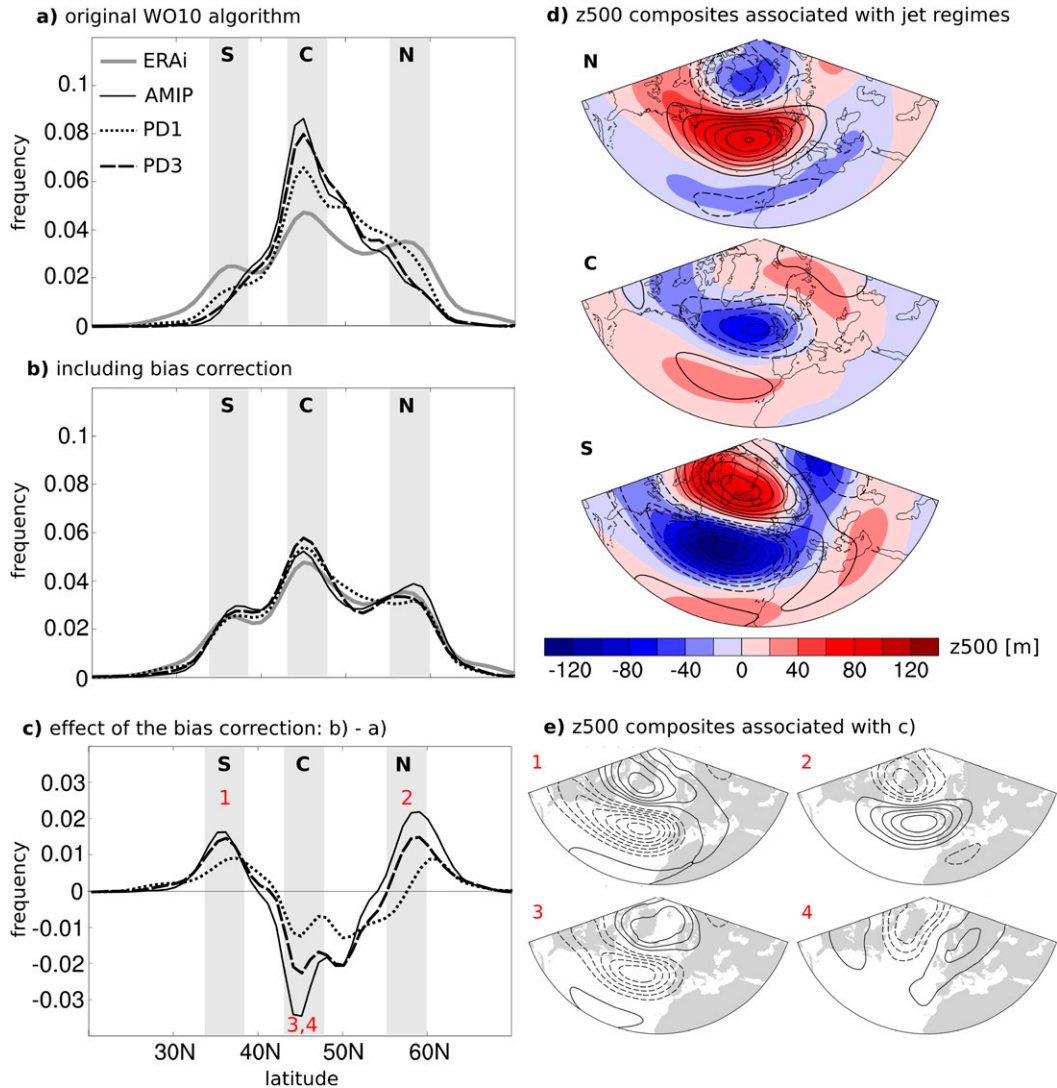 a) original WO10 algorithm
S C N
ERAi
AMIP
PD1
PD3
frequency
0.1
0.08
0.06
0.04
0.02
0
b) including bias correction
S C N
frequency
0.1
0.08
0.06
0.04
0.02
0
c) effect of the bias correction: b) - a)
S C N
1 2
3,4
frequency
0.03
0.02
0.01
0
-0.01
-0.02
-0.03
30N 40N 50N 60N
latitude
d) z500 composites associated with jet regimes
N
C
S
z500 [m]
-120 -80 -40 0 40 80 120
e) z500 composites associated with c)
1 2
3 4